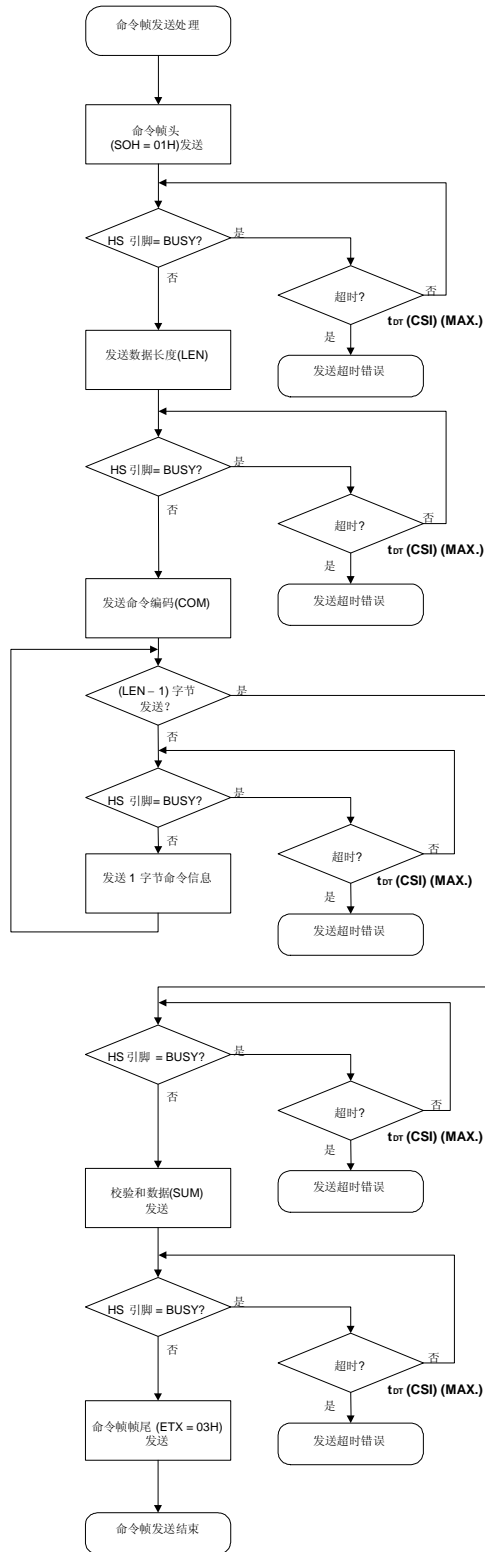 命令帧发送处理
命令帧头
(SOH = 01H)发送
HS 引脚= BUSY?
是
否
超时?
否
tDT (CSI) (MAX.)
是
发送数据长度(LEN)
发送超时错误
HS 引脚= BUSY?
是
否
超时?
否
tDT (CSI) (MAX.)
是
发送命令编码(COM)
发送超时错误
(LEN – 1) 字节
发送?
是
否
HS 引脚= BUSY?
是
否
超时?
否
tDT (CSI) (MAX.)
是
发送 1 字节命令信息
发送超时错误
HS 引脚 = BUSY?
是
否
超时?
否
tDT (CSI) (MAX.)
是
校验和数据(SUM)
发送
发送超时错误
HS 引脚 = BUSY?
是
否
超时?
否
tDT (CSI) (MAX.)
是
命令帧帧尾 (ETX = 03H)
发送
发送超时错误
命令帧发送结束